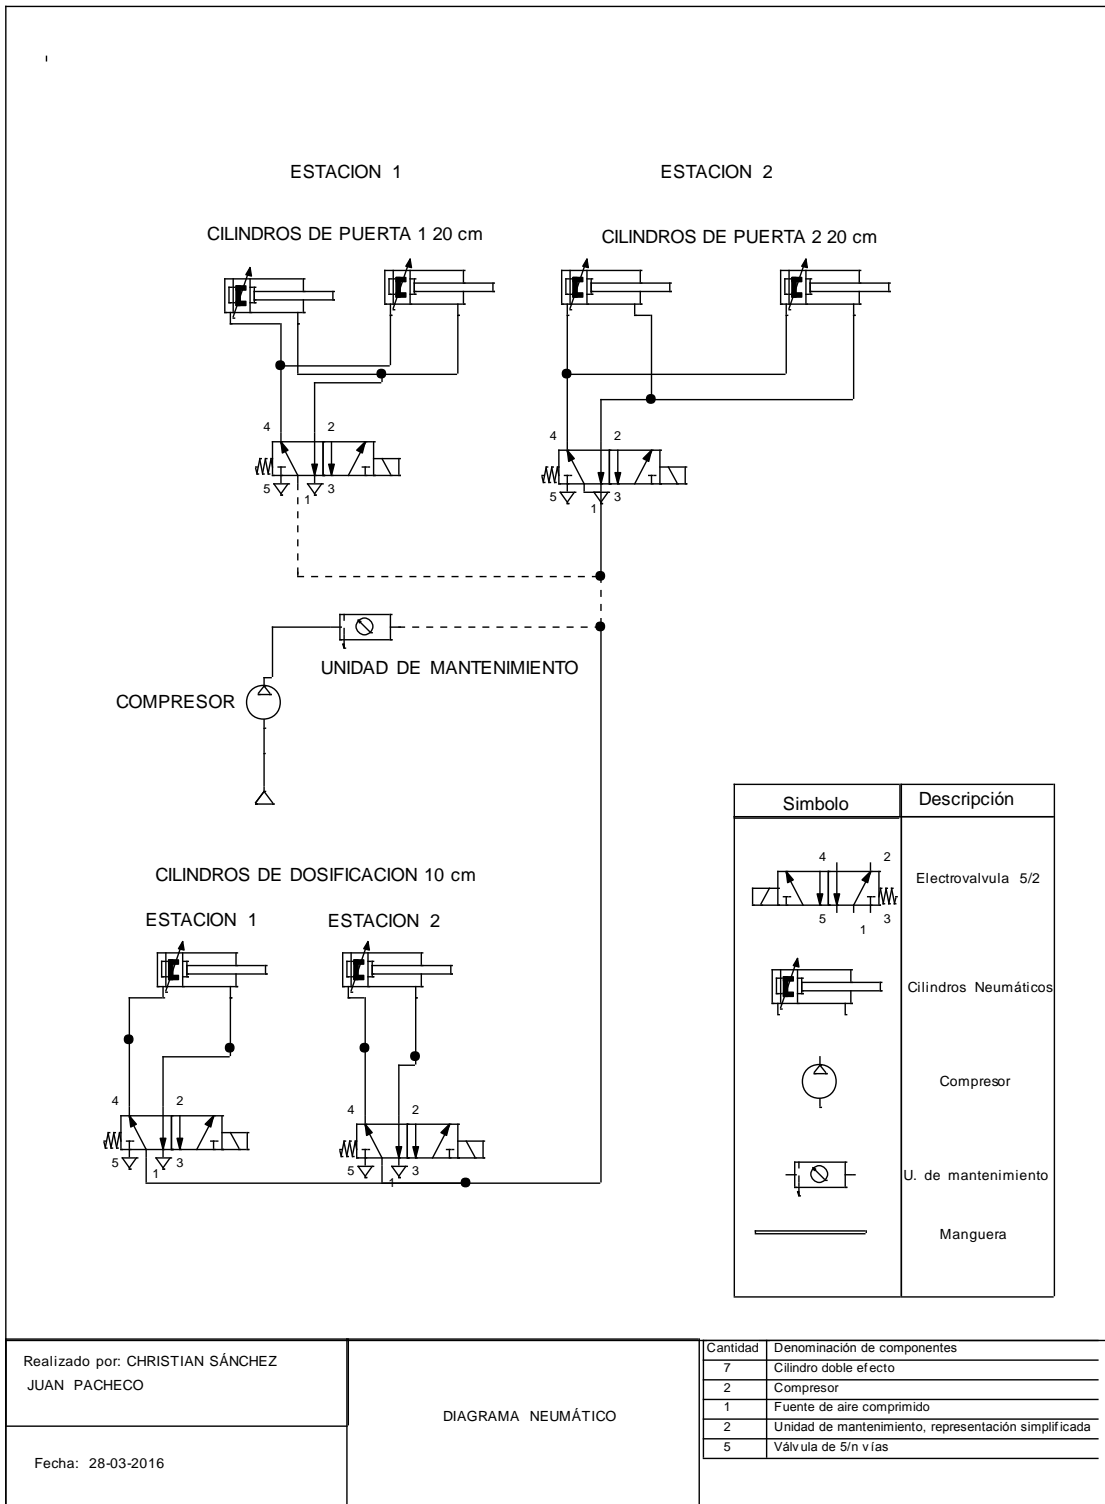 ESTACION 1
ESTACION 2
CILINDROS DE PUERTA 1 20 cm
CILINDROS DE PUERTA 2 20 cm
4
2
5
1
3
4
2
5
1
3
UNIDAD DE MANTENIMIENTO
COMPRESOR
CILINDROS DE DOSIFICACION 10 cm
ESTACION 1
ESTACION 2
4
2
5
1
3
4
2
5
1
3
Simbolo
Descripción
4
2
5
1
3
Electrovalvula 5/2
Cilindros Neumáticos
Compresor
U. de mantenimiento
Manguera
Realizado por: CHRISTIAN SÁNCHEZ
JUAN PACHECO
Fecha: 28-03-2016
DIAGRAMA NEUMÁTICO
Cantidad Denominación de componentes
7 Cilindro doble efecto
2 Compresor
1 Fuente de aire comprimido
2 Unidad de mantenimiento, representación simplificada
5 Válvula de 5/n vías